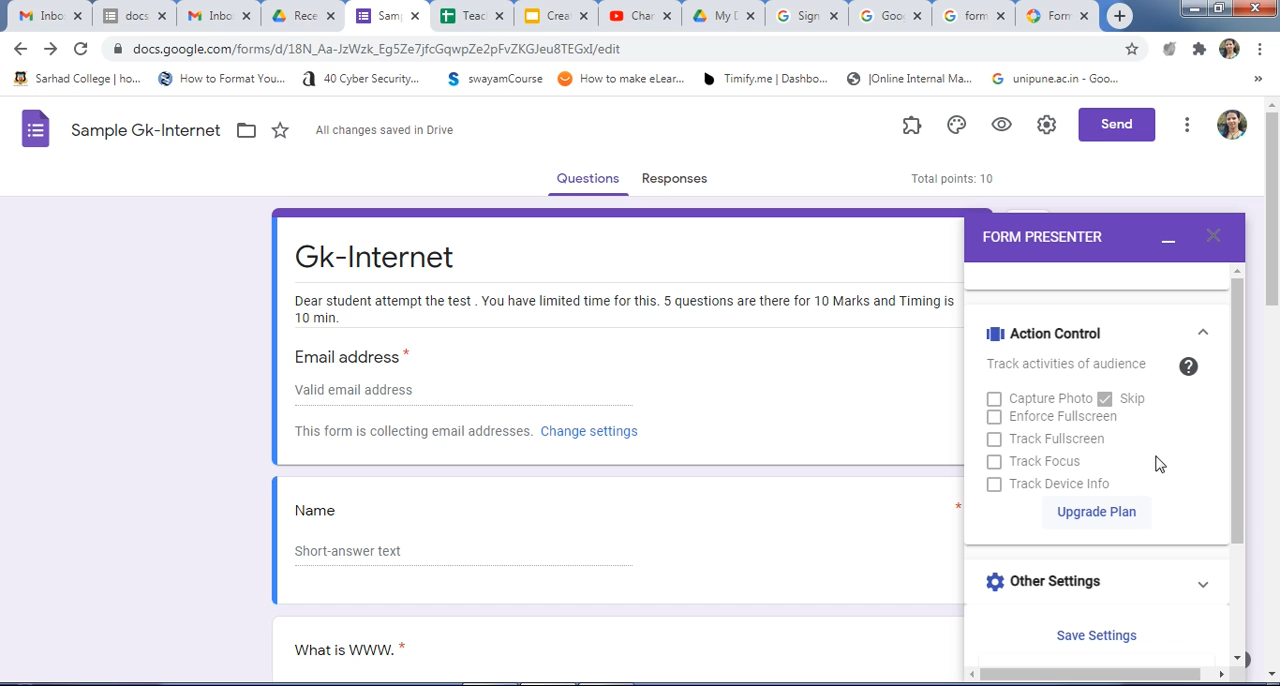 Inbo docs. Inbo Rece Samp Teac Creat Char My D Sign Goo form Form
docs.google.com/forms/d/18N_Aa-JzWzk_Eg5Ze7jfcGqwpZe2pFvZKGJeu8TEGxI/edit
Sarhad College | ho... How to Format You... 40 Cyber Security... swayamCourse How to make eLear... Timify.me | Dashbo... |Online Internal Ma... unipune.ac.in - Goo... »
Sample Gk-Internet All changes saved in Drive Send
Questions Responses Total points: 10
Gk-Internet
Dear student attempt the test . You have limited time for this. 5 questions are there for 10 Marks and Timing is
10 min.
Email address *
Valid email address
This form is collecting email addresses. Change settings
Name *
Short-answer text
What is WWW. *
FORM PRESENTER
Action Control
Track activities of audience
Capture Photo Skip
Enforce Fullscreen
Track Fullscreen
Track Focus
Track Device Info
Upgrade Plan
Other Settings
Save Settings